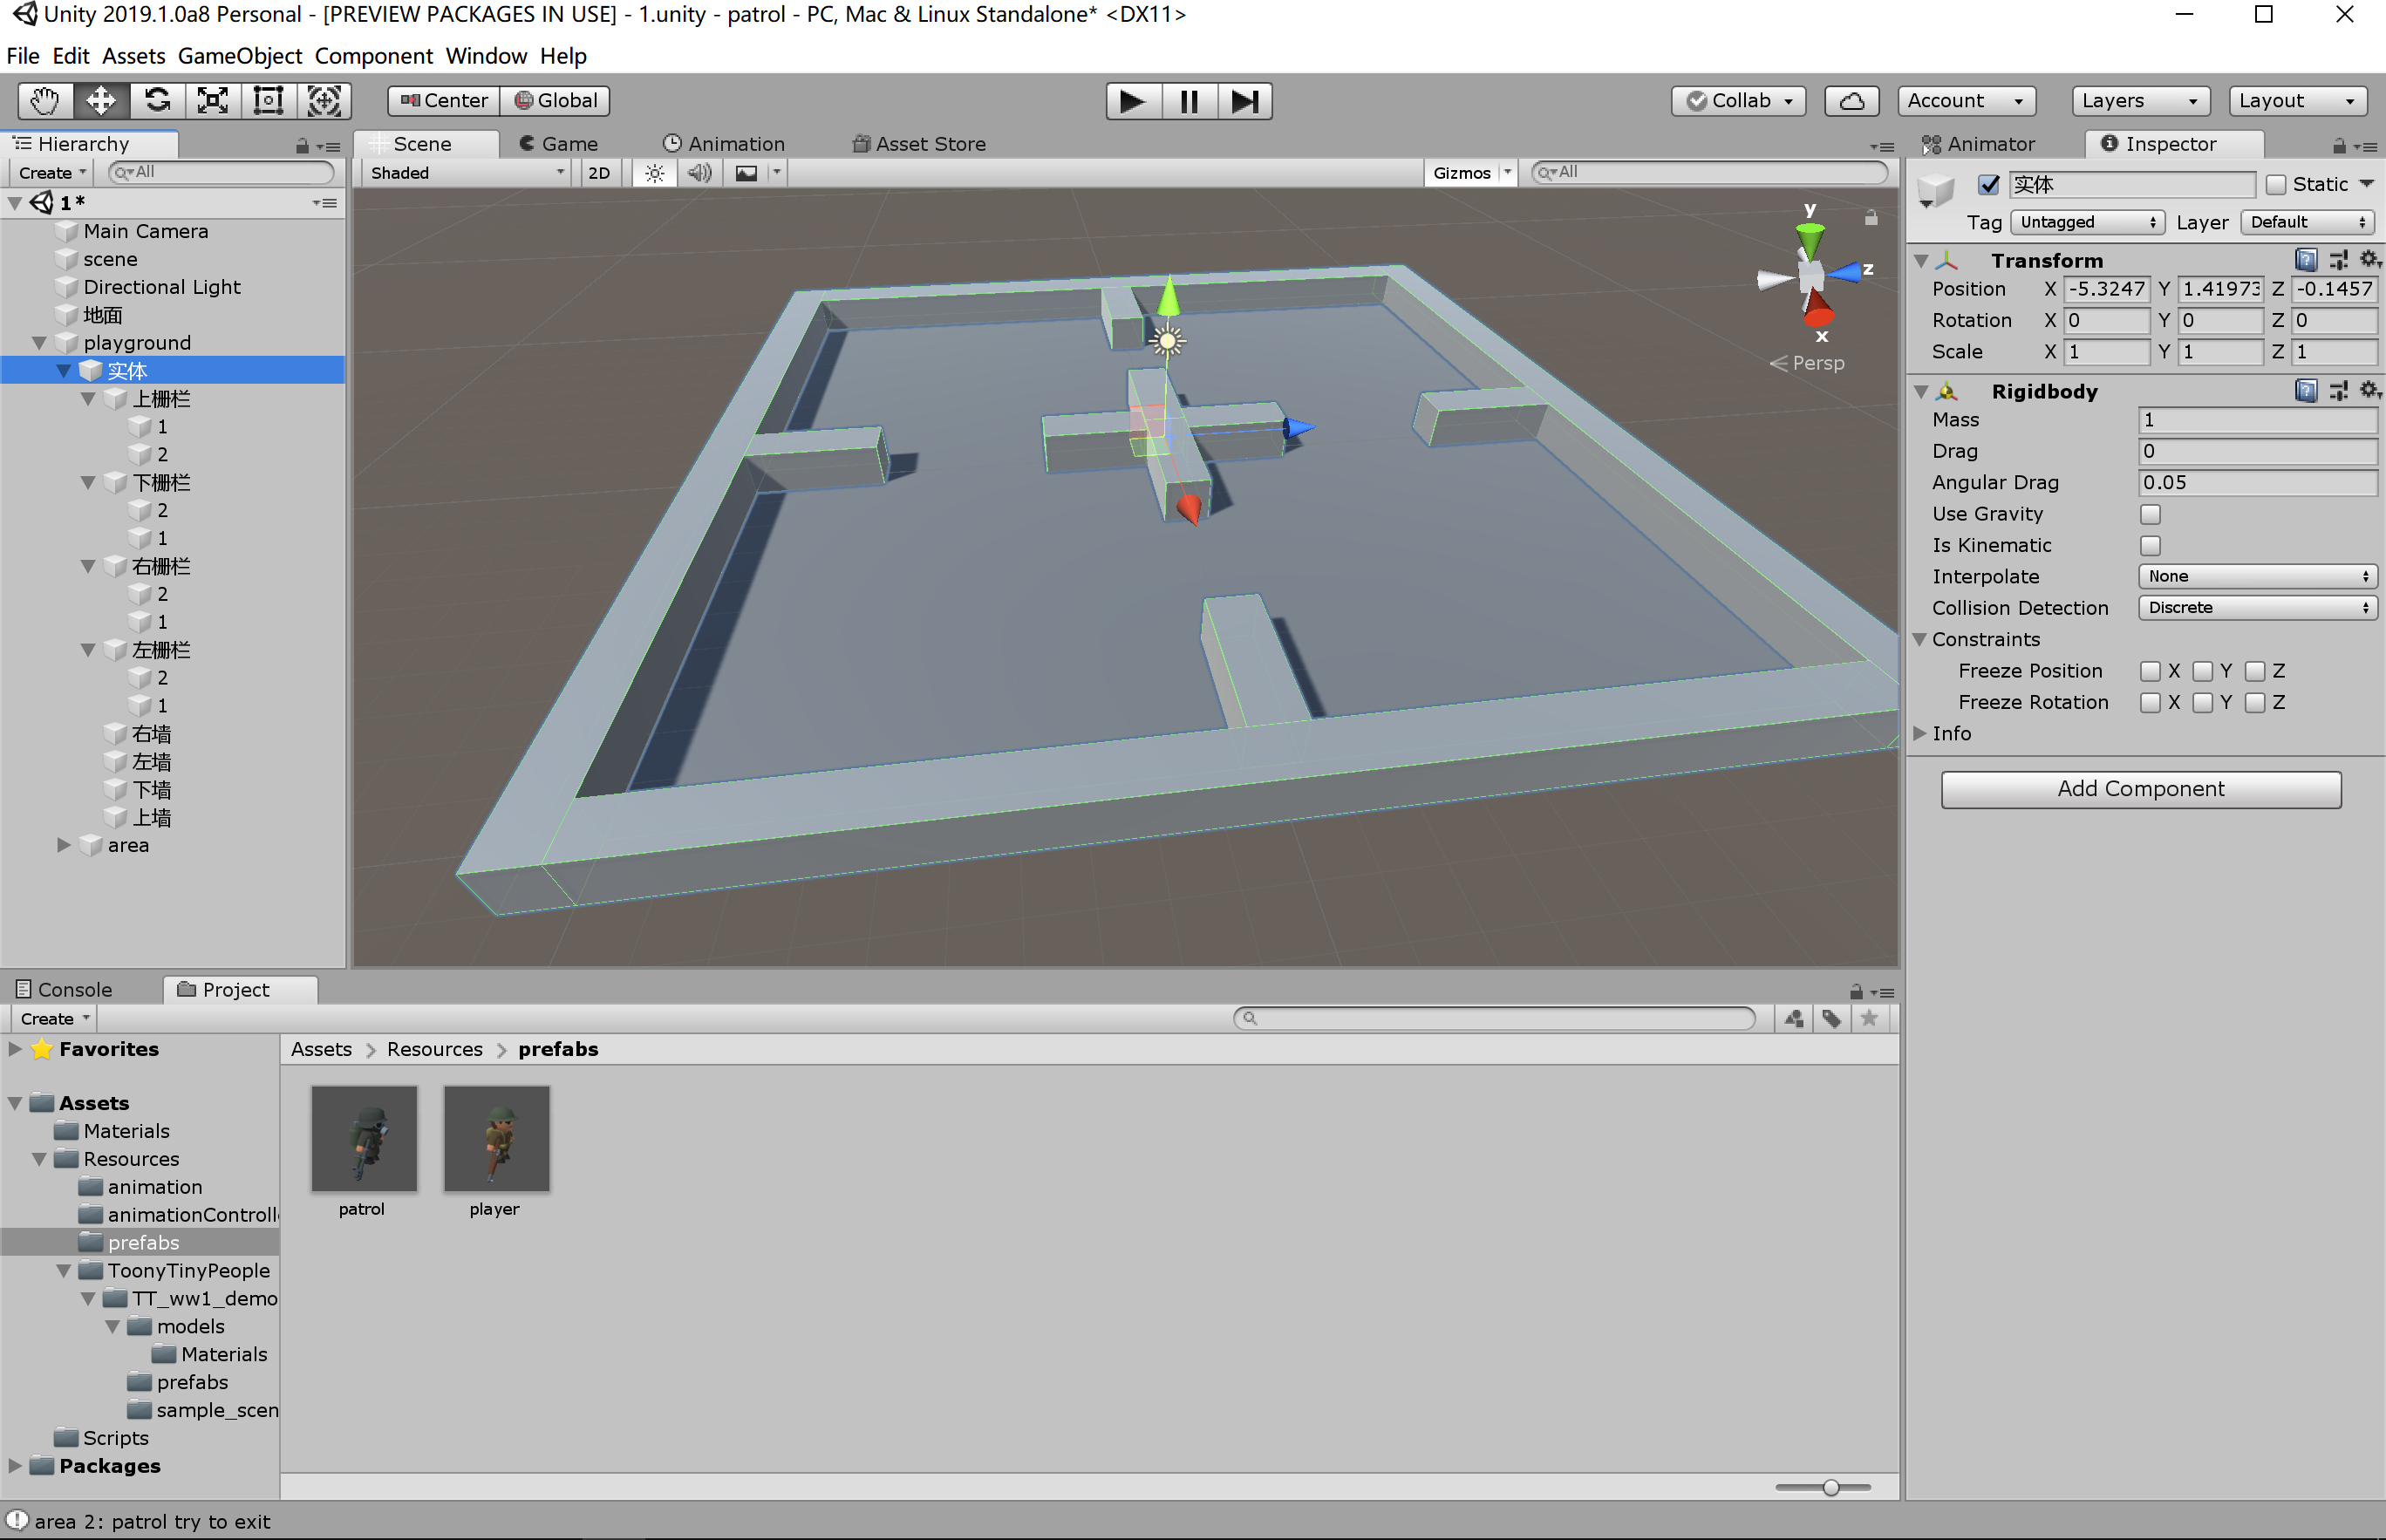 Unity 2019.1.0a8 Personal - [PREVIEW PACKAGES IN USE] - 1.unity - patrol - PC, Mac & Linux Standalone* <DX11>
File Edit Assets GameObject Component Window Help
Center Global Collab Account Layers Layout
Hierarchy
Create All
1*
Main Camera
scene
Directional Light
地面
playground
实体
上栅栏
1
2
下栅栏
2
1
右栅栏
2
1
左栅栏
2
1
右墙
左墙
下墙
上墙
area
Scene Game Animation Asset Store
Shaded 2D Gizmos All
y
z
x
Persp
Animator Inspector
实体 Static
Tag Untagged Layer Default
Transform
Position X -5.3247 Y 1.41973 Z -0.1457
Rotation X 0 Y 0 Z 0
Scale X 1 Y 1 Z 1
Rigidbody
Mass 1
Drag 0
Angular Drag 0.05
Use Gravity
Is Kinematic
Interpolate None
Collision Detection Discrete
Constraints
Freeze Position X Y Z
Freeze Rotation X Y Z
Info
Add Component
Console Project
Create
Favorites
Assets
Materials
Resources
animation
animationControll
prefabs
ToonyTinyPeople
TT_ww1_demo
models
Materials
prefabs
sample_scen
Scripts
Packages
Assets > Resources > prefabs
patrol player
area 2: patrol try to exit